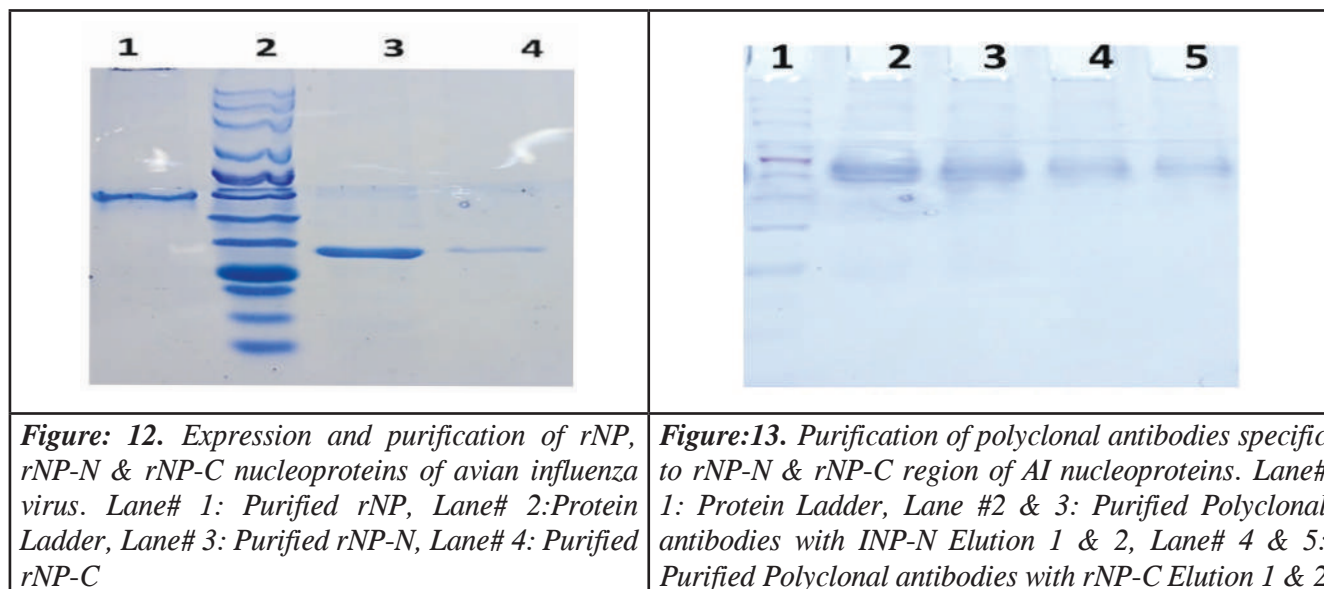 1 2 3 4
1 2 3 4 5
Figure: 12. Expression and purification of rNP,
rNP-N & rNP-C nucleoproteins of avian influenza
virus. Lane# 1: Purified rNP, Lane# 2:Protein
Ladder, Lane# 3: Purified rNP-N, Lane# 4: Purified
rNP-C
Figure:13. Purification of polyclonal antibodies specific
to rNP-N & rNP-C region of AI nucleoproteins. Lane#
1: Protein Ladder, Lane #2 & 3: Purified Polyclonal
antibodies with INP-N Elution 1 & 2, Lane# 4 & 5:
Purified Polyclonal antibodies with rNP-C Elution 1 & 2